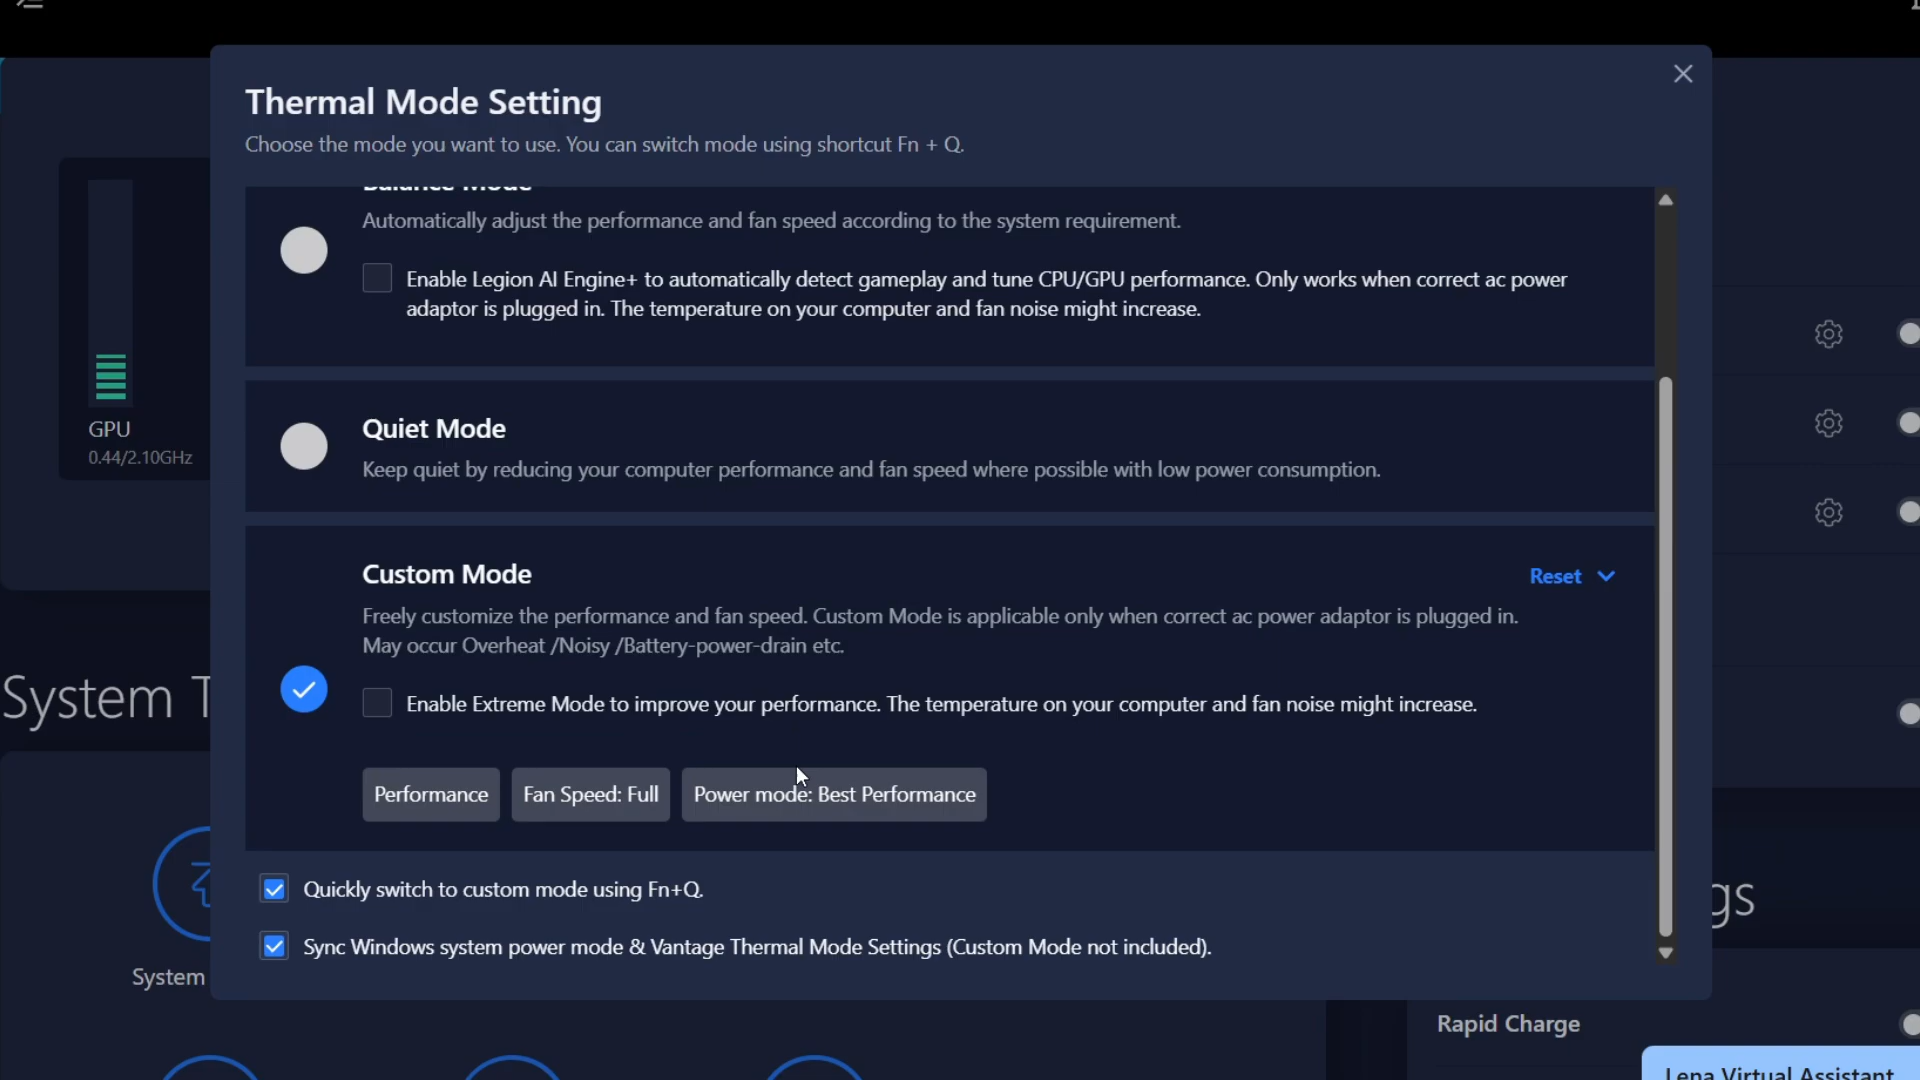 Thermal Mode Setting
Choose the mode you want to use. You can switch mode using shortcut Fn + Q.
Balance Mode
Automatically adjust the performance and fan speed according to the system requirement.
Enable Legion AI Engine+ to automatically detect gameplay and tune CPU/GPU performance. Only works when correct ac power
adaptor is plugged in. The temperature on your computer and fan noise might increase.
GPU
0.44/2.10GHz
Quiet Mode
Keep quiet by reducing your computer performance and fan speed where possible with low power consumption.
Custom Mode
Reset
Freely customize the performance and fan speed. Custom Mode is applicable only when correct ac power adaptor is plugged in.
May occur Overheat /Noisy /Battery-power-drain etc.
System T
Enable Extreme Mode to improve your performance. The temperature on your computer and fan noise might increase.
Performance
Fan Speed: Full
Power mode: Best Performance
Quickly switch to custom mode using Fn+Q.
gs
Sync Windows system power mode & Vantage Thermal Mode Settings (Custom Mode not included).
System
Rapid Charge
Lena Virtual Assistant